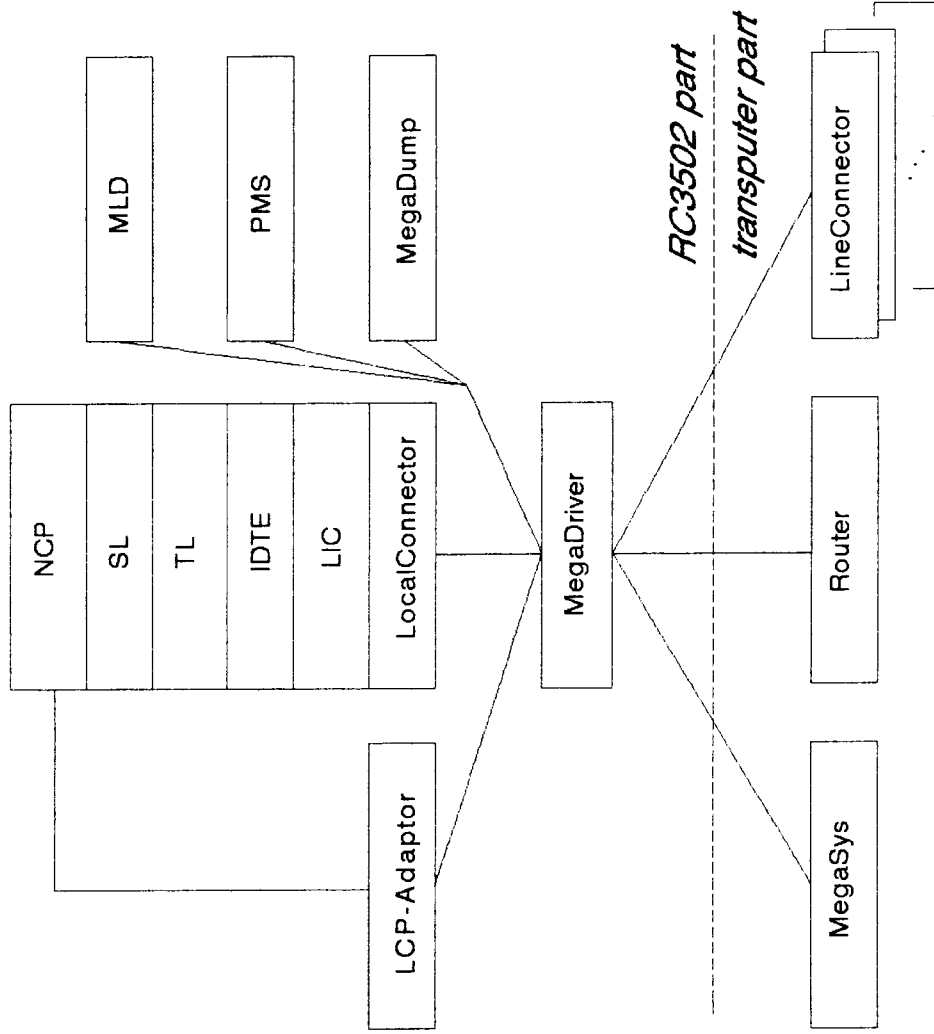 NCP
SL
TL
IDTE
LIC
LocalConnector
MLD
PMS
MegaDump
LCP-Adaptor
MegaDriver
RC3502 part
transputer part
MegaSys
Router
LineConnector
...